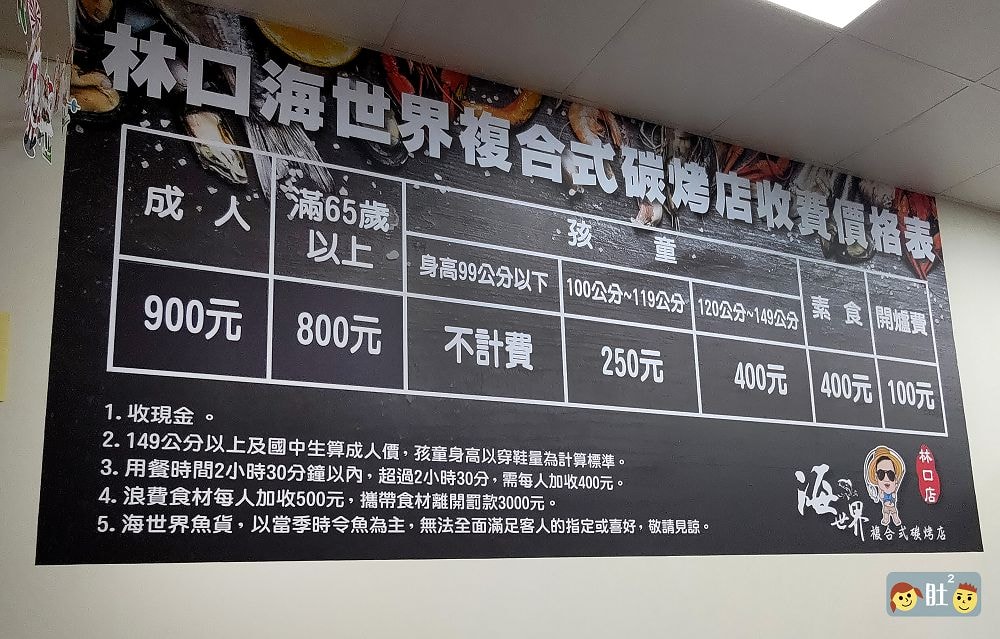 林口海世界複合式碳烤店收費價格表
成人
滿65歲以上
孩童
身高99公分以下
100公分~119公分
120公分~149公分
素食
開爐費
900元
800元
不計費
250元
400元
400元
100元
1. 收現金 。
2. 149公分以上及國中生算成人價，孩童身高以穿鞋量為計算標準。
3. 用餐時間2小時30分鐘以內，超過2小時30分，需每人加收400元。
4. 浪費食材每人加收500元，攜帶食材離開罰款3000元。
5. 海世界魚貨，以當季時令魚為主，無法全面滿足客人的指定或喜好，敬請見諒。
海世界
複合式碳烤店
林口店
肚2